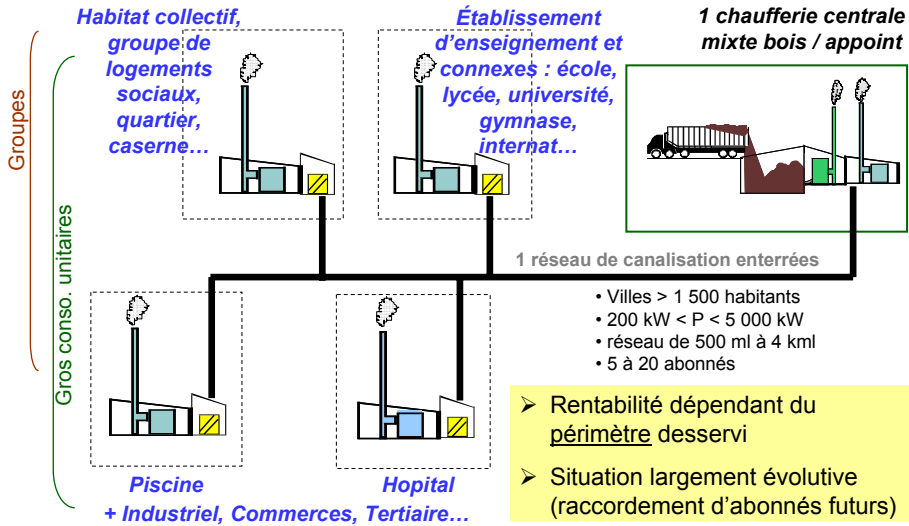 Habitat collectif,
groupe de
logements
sociaux,
quartier,
caserne…
Établissement
d'enseignement et
connexes : école,
lycée, université,
gymnase,
internat…
1 chaufferie centrale
mixte bois / appoint
Groupes
Gros conso. unitaires
1 réseau de canalisation enterrées
• Villes > 1 500 habitants
• 200 kW < P < 5 000 kW
• réseau de 500 ml à 4 kml
• 5 à 20 abonnés
➢ Rentabilité dépendant du
périmètre desservi
➢ Situation largement évolutive
(raccordement d'abonnés futurs)
Piscine
Hopital
+ Industriel, Commerces, Tertiaire…